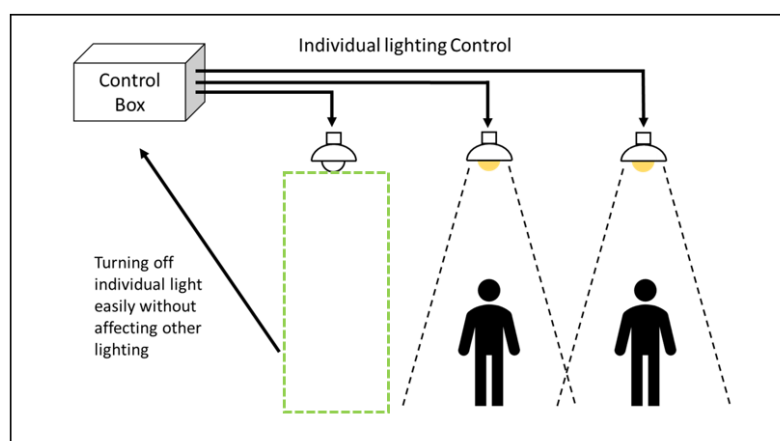 Individual lighting Control
Control
Box
Turning off
individual light
easily without
affecting other
lighting